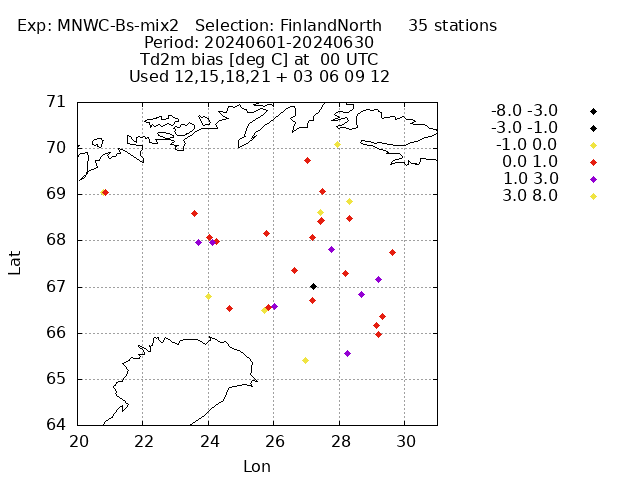 Exp: MNWC-Bs-mix2 Selection: FinlandNorth 35 stations
Period: 20240601-20240630
Td2m bias [deg C] at 00 UTC
Used 12,15,18,21 + 03 06 09 12
71
70
69
68
67
66
65
64
Lat
20 22 24 26 28 30
Lon
-8.0 -3.0
-3.0 -1.0
-1.0 0.0
0.0 1.0
1.0 3.0
3.0 8.0